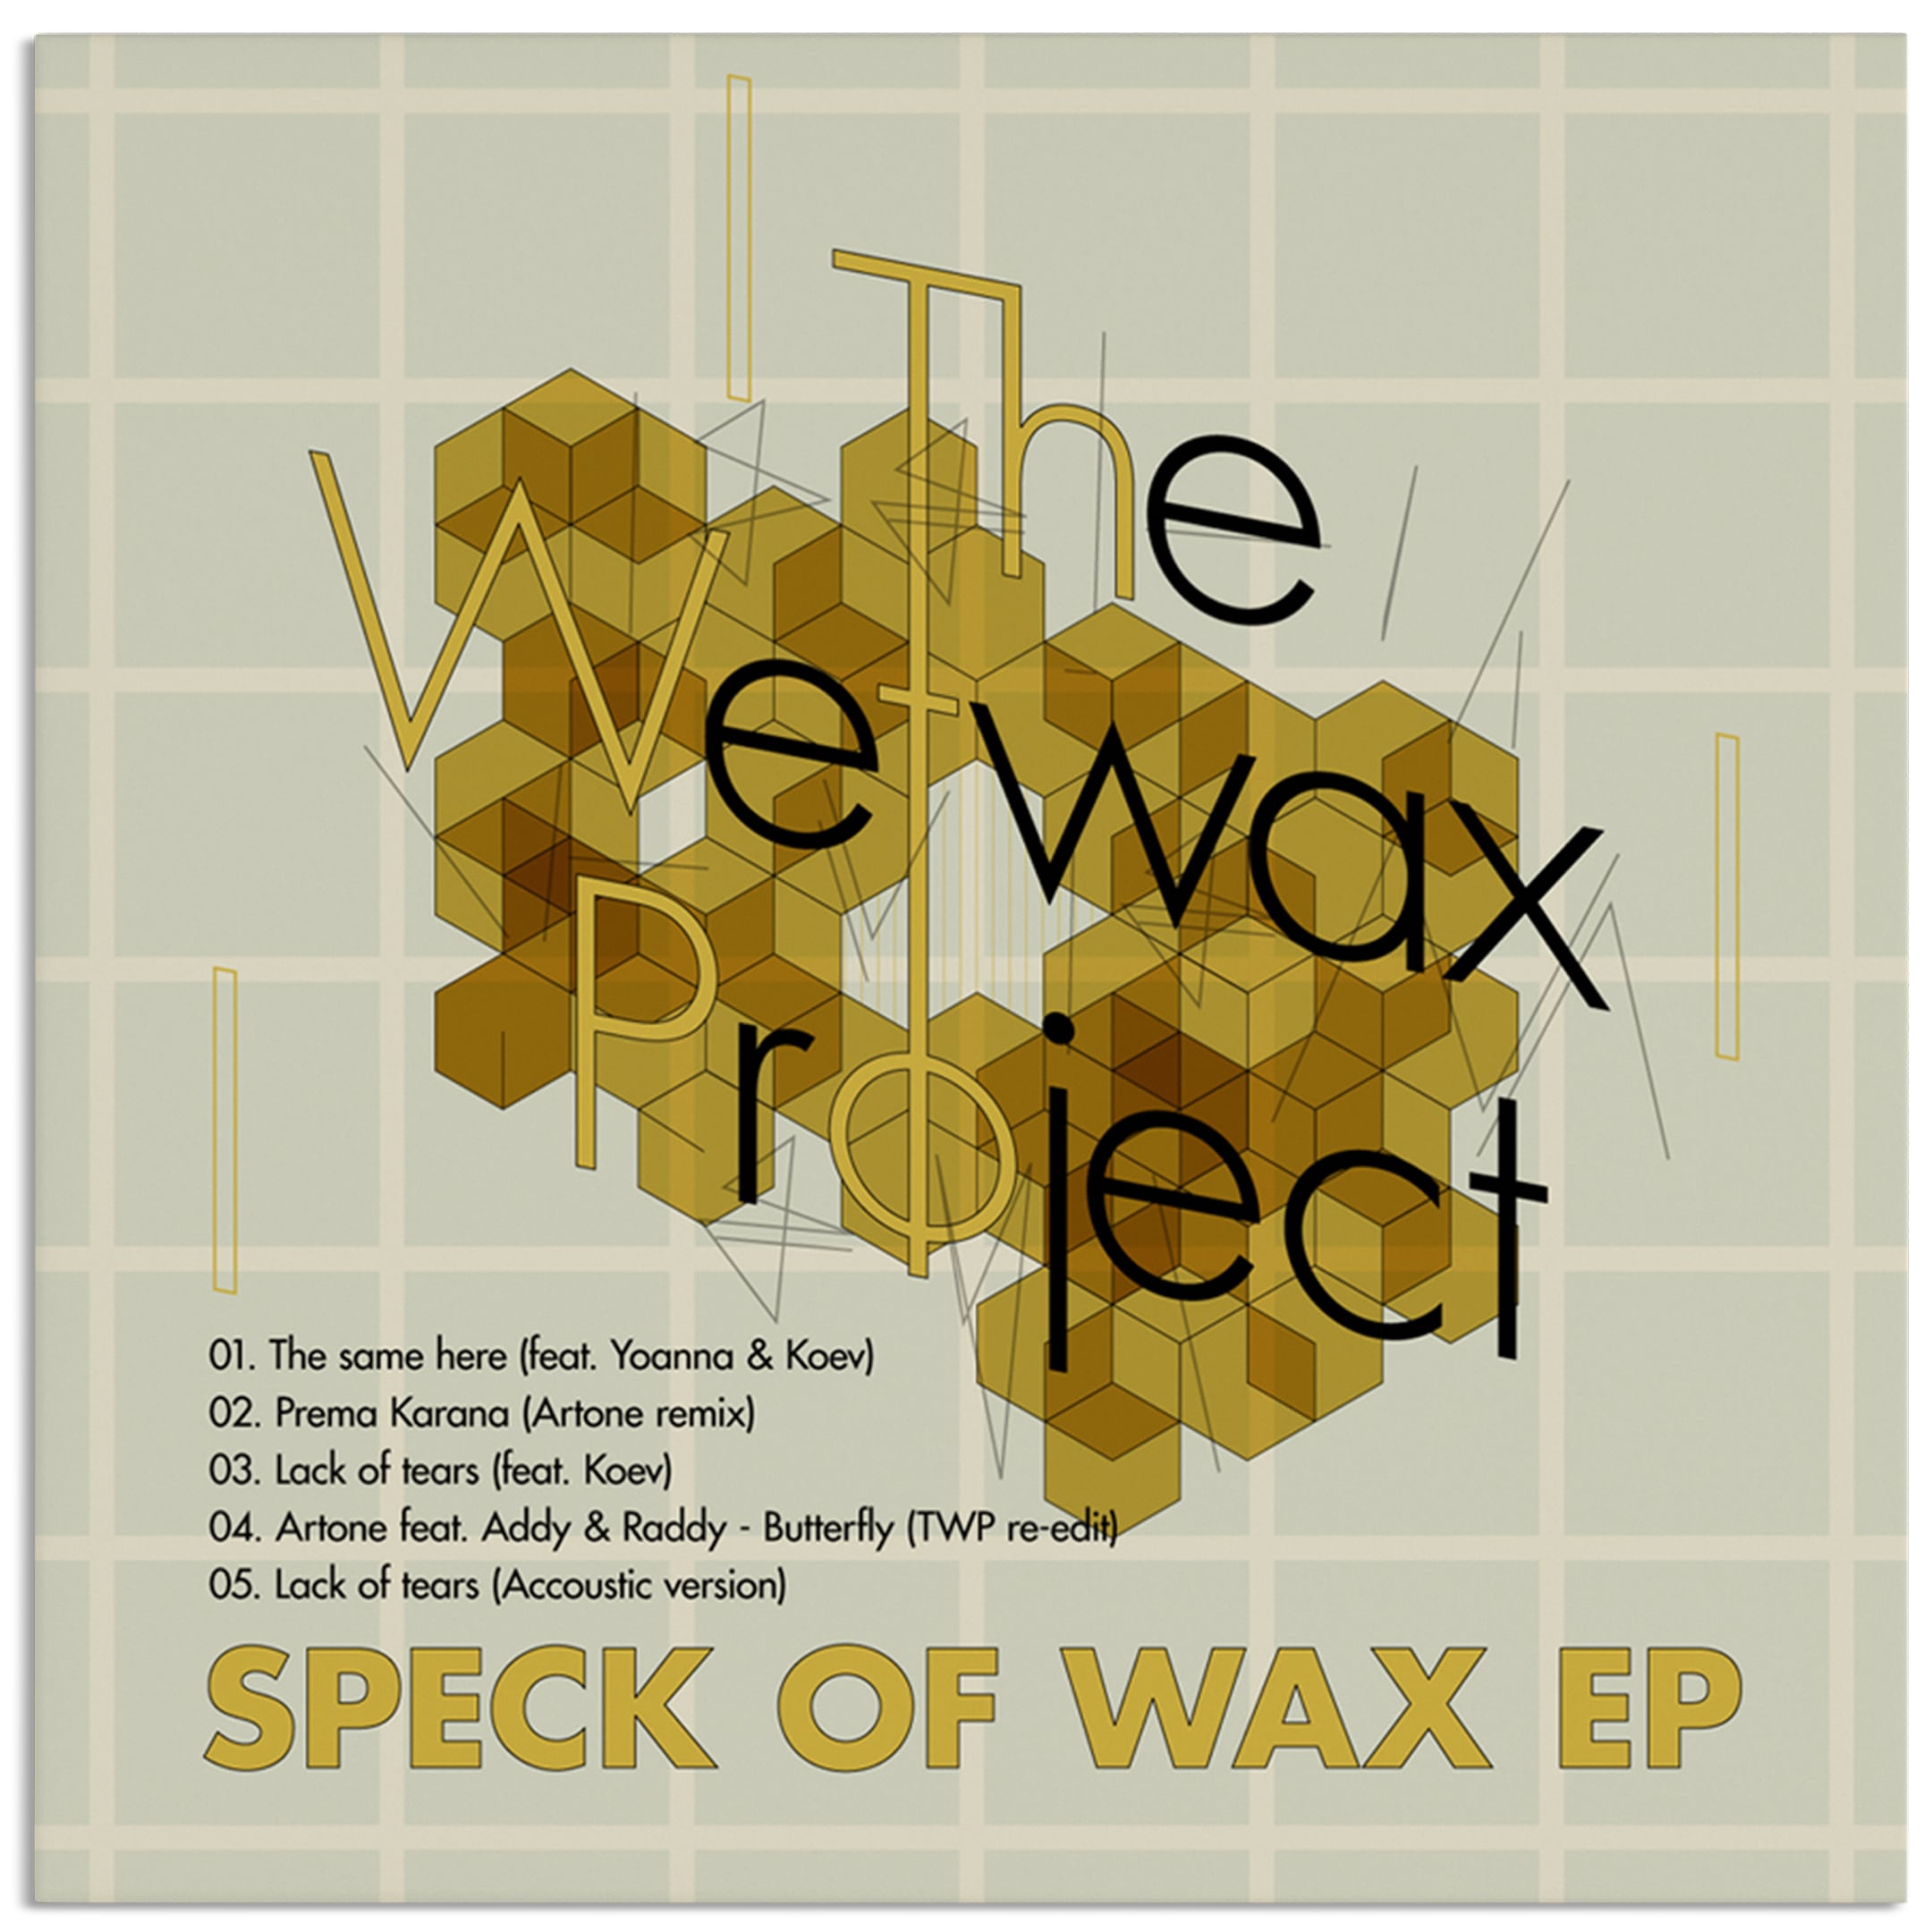 The
Wetwax
Project
01. The same here (feat. Yoanna & Koev)
02. Prema Karana (Artone remix)
03. Lack of tears (feat. Koev)
04. Artone feat. Addy & Raddy - Butterfly (TWP re-edit)
05. Lack of tears (Accoustic version)
SPECK OF WAX EP